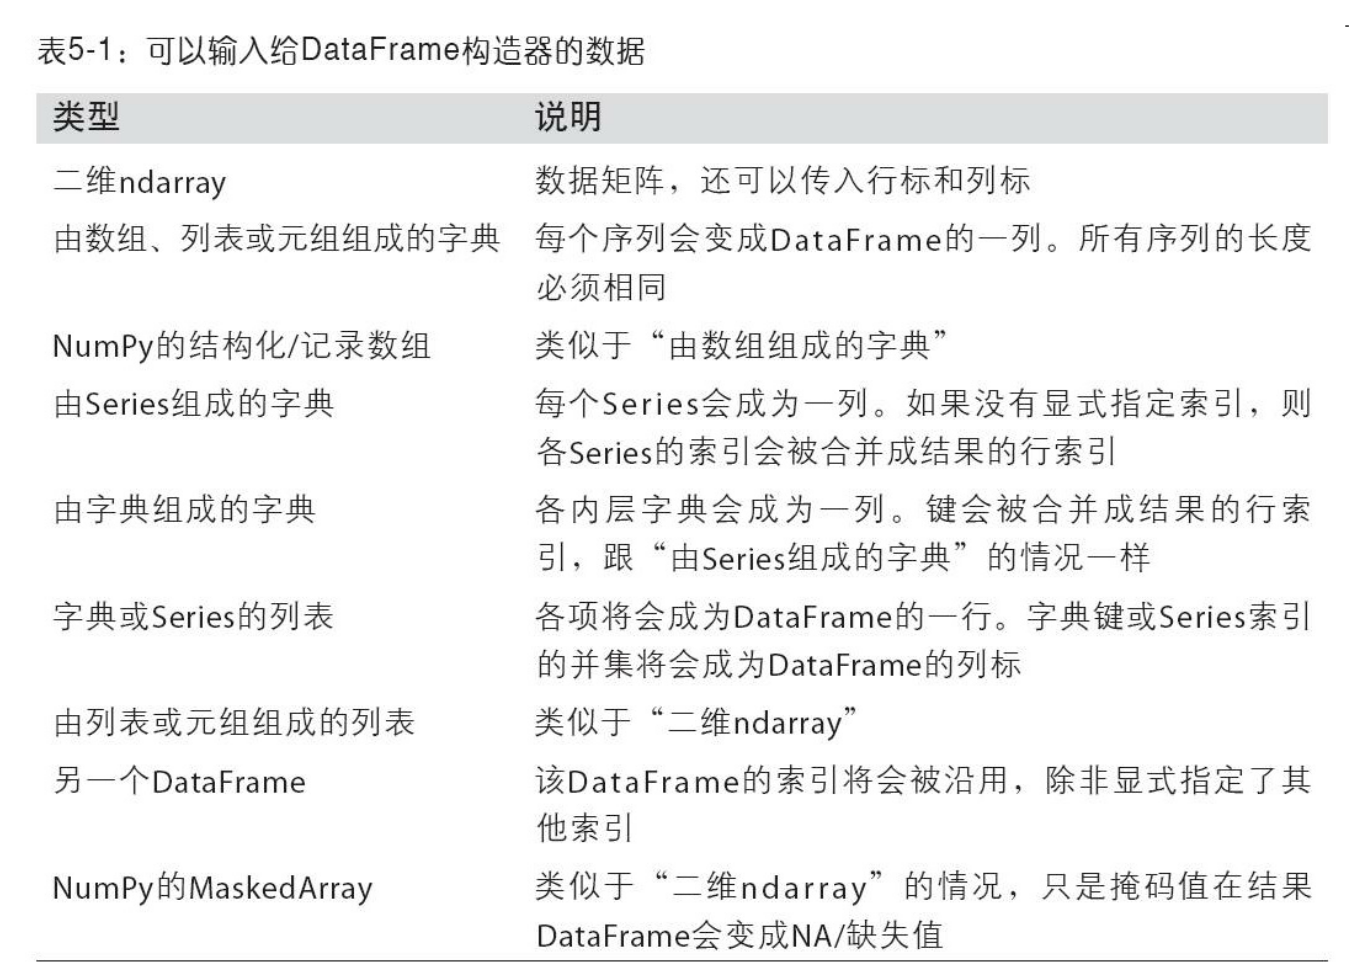 表5-1：可以输入给DataFrame构造器的数据
类型 说明
二维ndarray 数据矩阵，还可以传入行标和列标
由数组、列表或元组组成的字典 每个序列会变成DataFrame的一列。所有序列的长度
必须相同
NumPy的结构化/记录数组 类似于“由数组组成的字典”
由Series组成的字典 每个Series会成为一列。如果没有显式指定索引，则
各Series的索引会被合并成结果的行索引
由字典组成的字典 各内层字典会成为一列。键会被合并成结果的行索
引，跟“由Series组成的字典”的情况一样
字典或Series的列表 各项将会成为DataFrame的一行。字典键或Series索引
的并集将会成为DataFrame的列标
由列表或元组组成的列表 类似于“二维ndarray”
另一个DataFrame 该DataFrame的索引将会被沿用，除非显式指定了其
他索引
NumPy的MaskedArray 类似于“二维ndarray”的情况，只是掩码值在结果
DataFrame会变成NA/缺失值